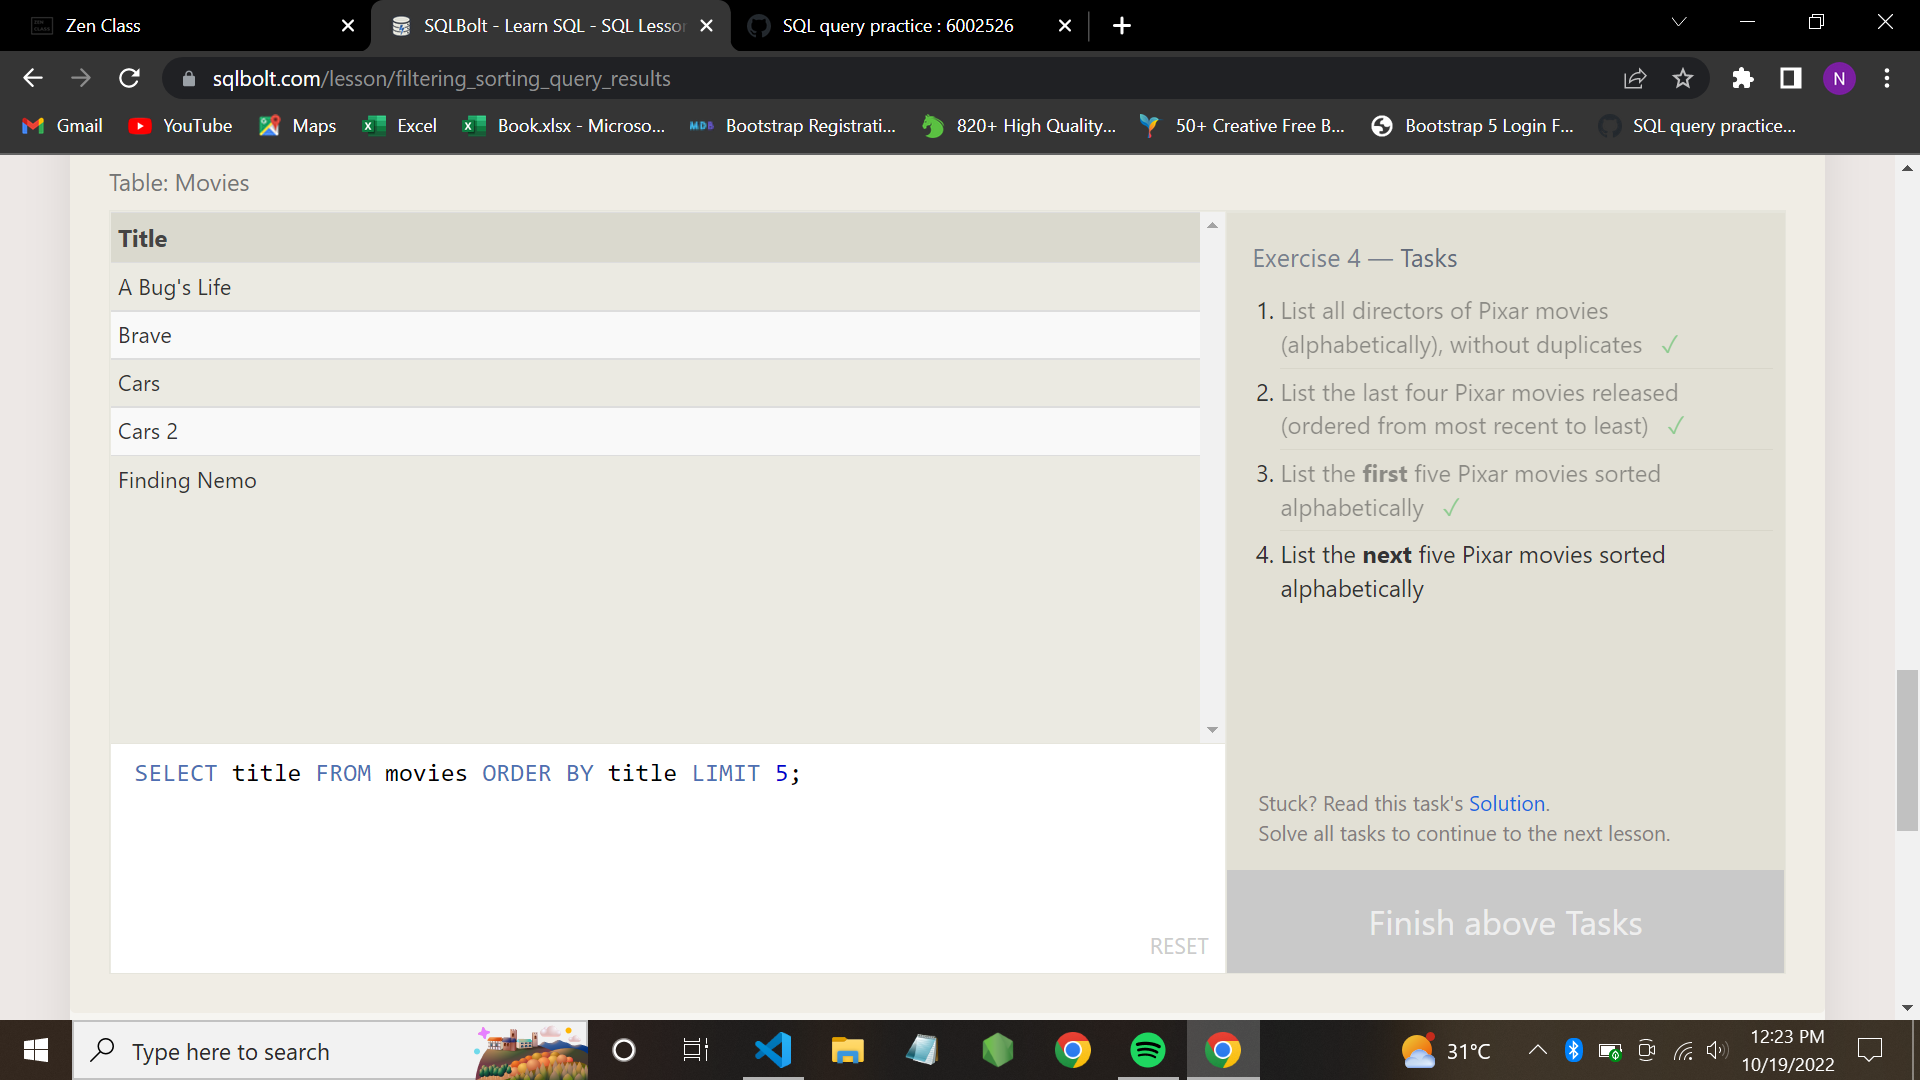 Zen Class
SQLBolt - Learn SQL - SQL Lesso
SQL query practice : 6002526
sqlbolt.com/lesson/filtering_sorting_query_results
N
Gmail
YouTube
Maps
Excel
Book.xlsx - Microso...
MDB
Bootstrap Registrati...
820+ High Quality...
50+ Creative Free B...
Bootstrap 5 Login F...
SQL query practice...
Table: Movies
Title
A Bug's Life
Brave
Cars
Cars 2
Finding Nemo
SELECT title FROM movies ORDER BY title LIMIT 5;
RESET
Exercise 4 — Tasks
1. List all directors of Pixar movies
(alphabetically), without duplicates ✓
2. List the last four Pixar movies released
(ordered from most recent to least) ✓
3. List the first five Pixar movies sorted
alphabetically ✓
4. List the next five Pixar movies sorted
alphabetically
Stuck? Read this task's Solution.
Solve all tasks to continue to the next lesson.
Finish above Tasks
Type here to search
31°C
12:23 PM
10/19/2022